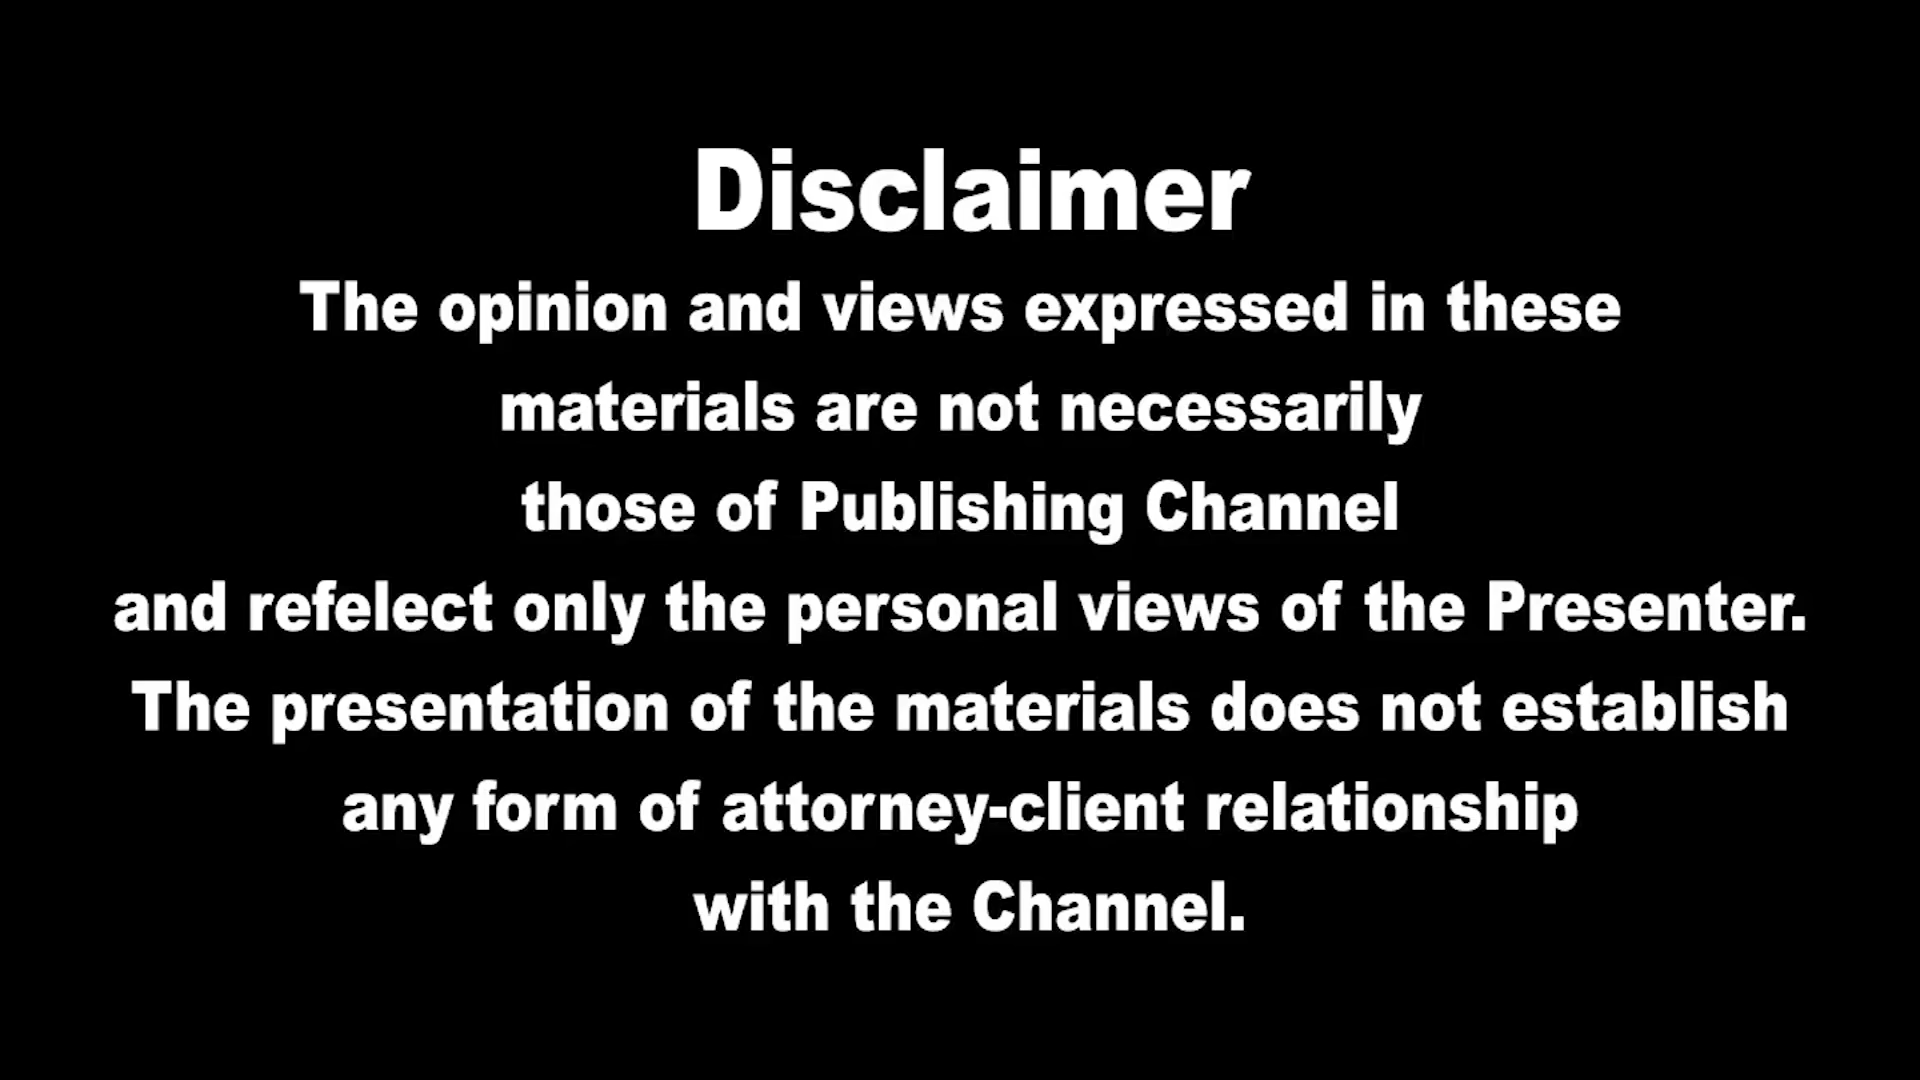 Disclaimer
The opinion and views expressed in these
materials are not necessarily
those of Publishing Channel
and refelect only the personal views of the Presenter.
The presentation of the materials does not establish
any form of attorney-client relationship
with the Channel.